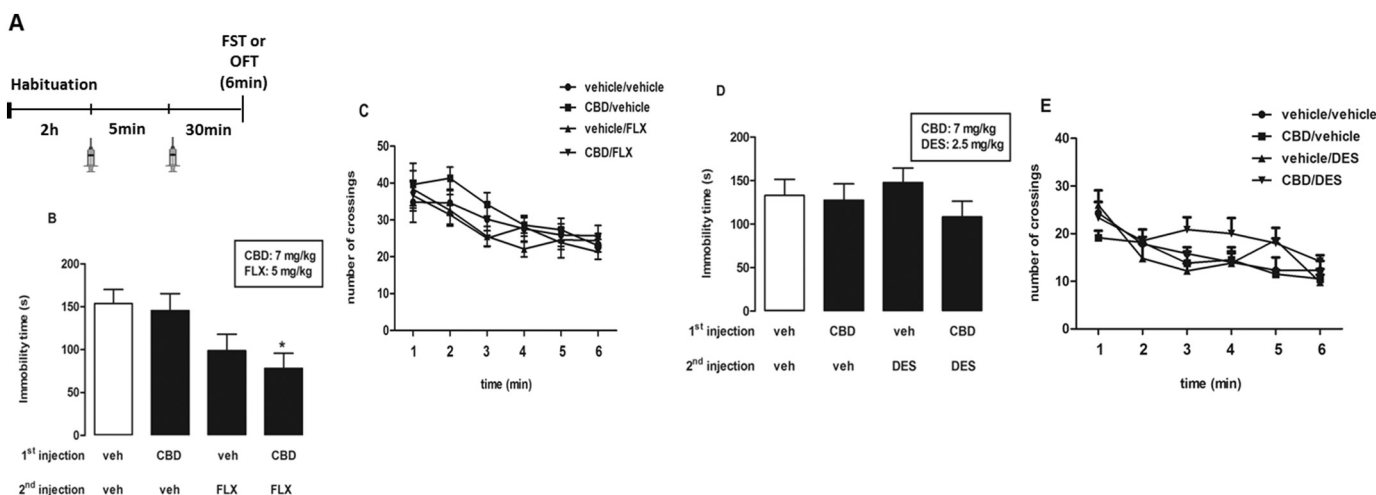 A
FST or
OFT
(6min)
Habituation
2h 5min 30min
B
CBD: 7 mg/kg
FLX: 5 mg/kg
Immobility time (s)
200
150
100
50
0
*
1st injection veh CBD veh CBD
2nd injection veh veh FLX FLX
C
vehicle/vehicle
CBD/vehicle
vehicle/FLX
CBD/FLX
number of crossings
50
40
30
20
10
0
1 2 3 4 5 6
time (min)
D
CBD: 7 mg/kg
DES: 2.5 mg/kg
Immobility time (s)
200
150
100
50
0
1st injection veh CBD veh CBD
2nd injection veh veh DES DES
E
vehicle/vehicle
CBD/vehicle
vehicle/DES
CBD/DES
number of crossings
40
30
20
10
0
1 2 3 4 5 6
time (min)